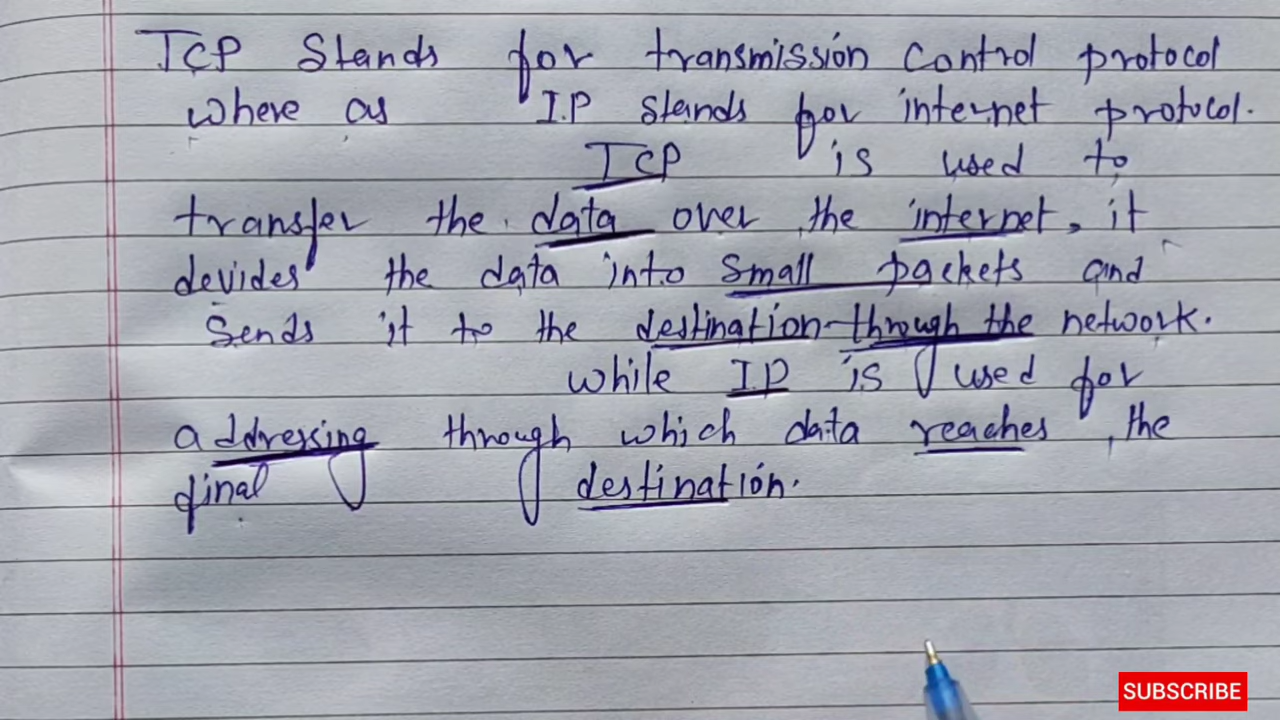 TCP Stands for transmission Control protocol
where as I.P stands for internet protocol.
TCP is used to
transfer the data over the internet, it
devides the data into Small packets and
Sends it to the destination through the network.
while I.P is used for
addressing through which data reaches the
final destination.
SUBSCRIBE